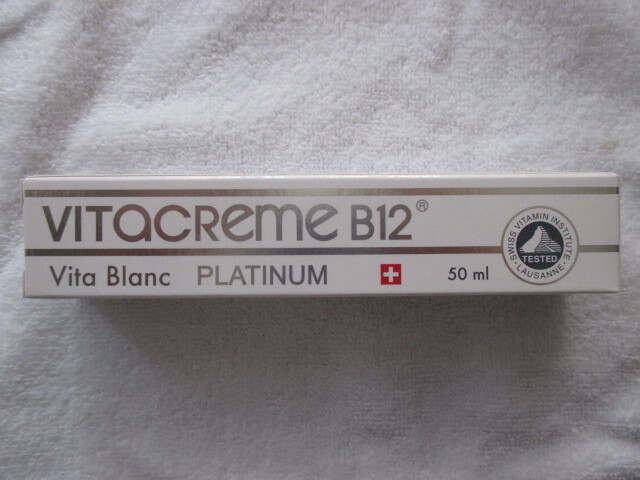 VITACREME B12®
Vita Blanc PLATINUM 50 ml
SWISS VITAMIN INSTITUTE
TESTED
· LAUSANNE ·